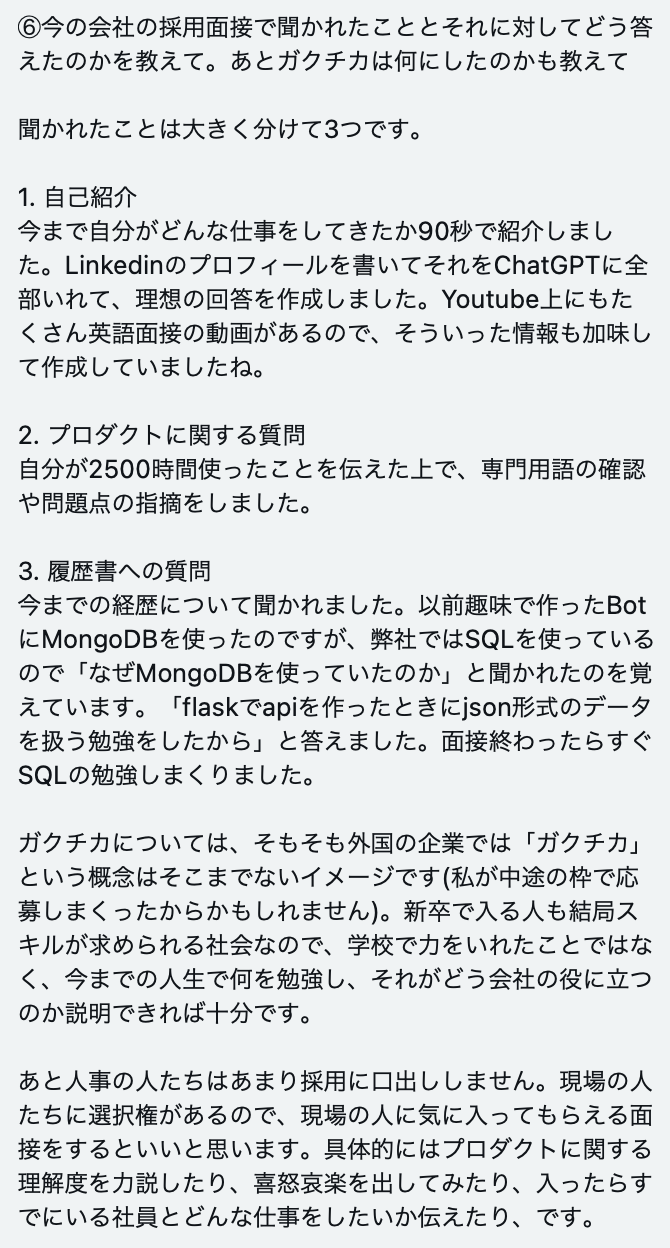 ⑥今の会社の採用面接で聞かれたこととそれに対してどう答
えたのかを教えて。あとガクチカは何にしたのかも教えて
聞かれたことは大きく分けて3つです。
1. 自己紹介
今まで自分がどんな仕事をしてきたか90秒で紹介しまし
た。Linkedinのプロフィールを書いてそれをChatGPTに全
部いれて、理想の回答を作成しました。Youtube上にもた
くさん英語面接の動画があるので、そういった情報も加味し
て作成していましたね。
2. プロダクトに関する質問
自分が2500時間使ったことを伝えた上で、専門用語の確認
や問題点の指摘をしました。
3. 履歴書への質問
今までの経歴について聞かれました。以前趣味で作ったBot
にMongoDBを使ったのですが、弊社ではSQLを使っている
ので「なぜMongoDBを使っていたのか」と聞かれたのを覚
えています。「flaskでapiを作ったときにjson形式のデータ
を扱う勉強をしたから」と答えました。面接終わったらすぐ
SQLの勉強しまくりました。
ガクチカについては、そもそも外国の企業では「ガクチカ」
という概念はそこまでないイメージです(私が中途の枠で応
募しまくったからかもしれません)。新卒で入る人も結局ス
キルが求められる社会なので、学校で力をいれたことではな
く、今までの人生で何を勉強し、それがどう会社の役に立つ
のか説明できれば十分です。
あと人事の人たちはあまり採用に口出ししません。現場の人
たちに選択権があるので、現場の人に気に入ってもらえる面
接をするといいと思います。具体的にはプロダクトに関する
理解度を力説したり、喜怒哀楽を出してみたり、入ったらす
でにいる社員とどんな仕事をしたいか伝えたり、です。